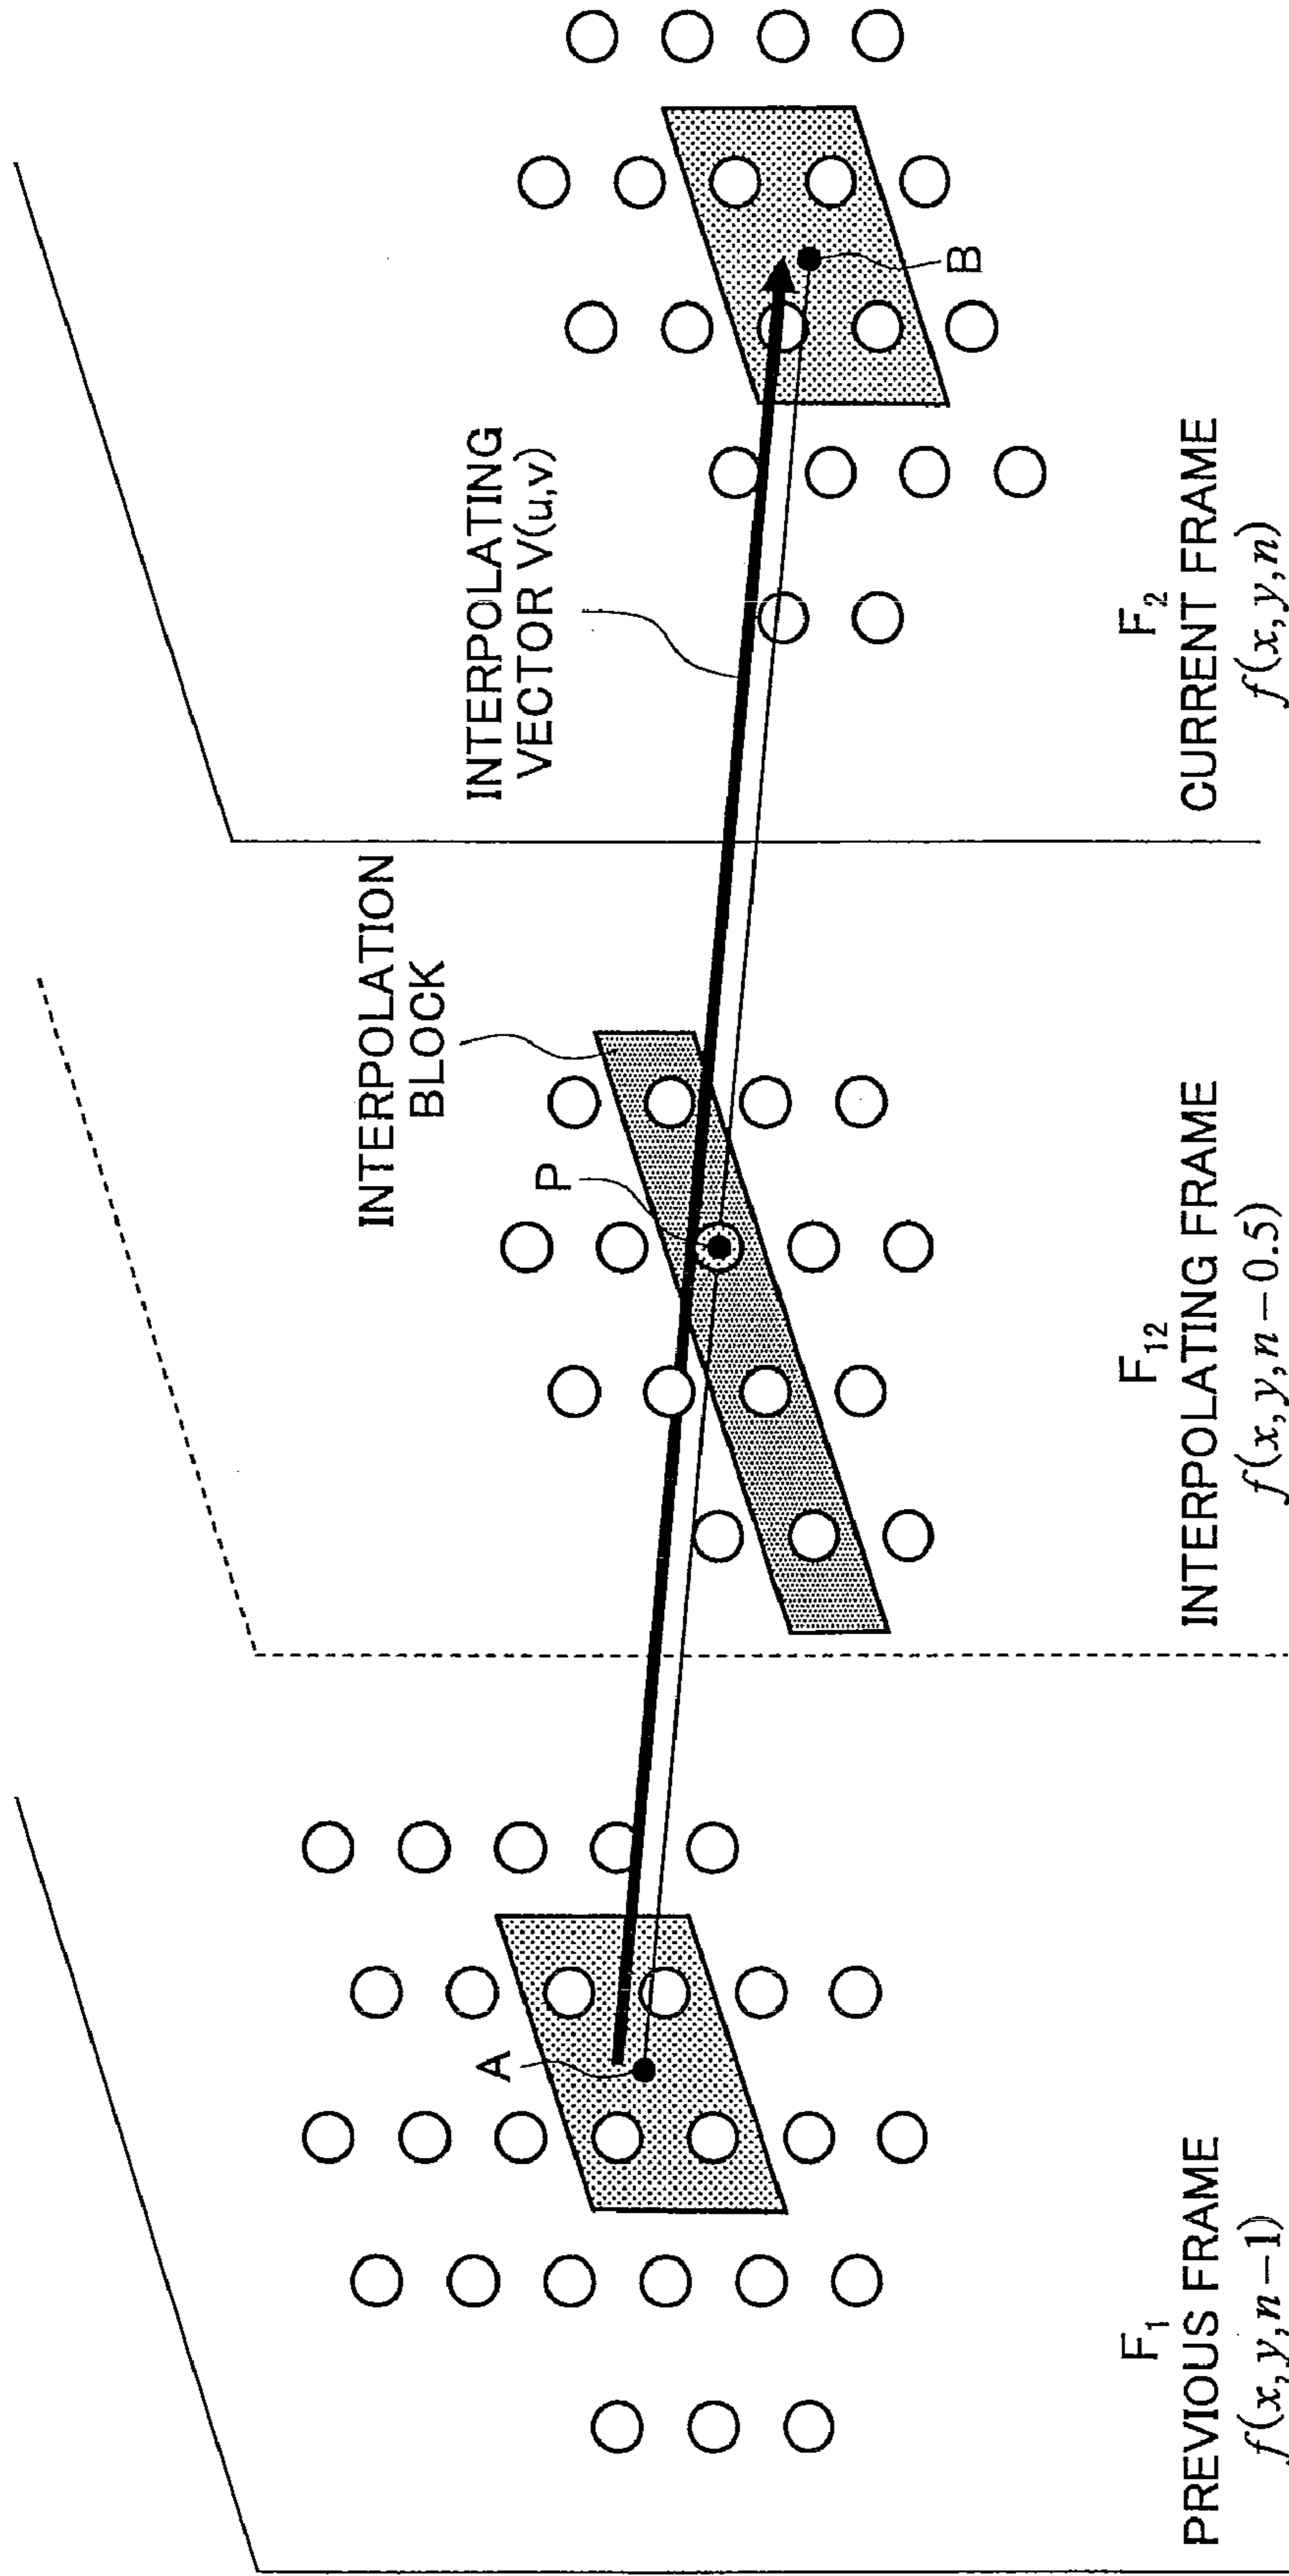 INTERPOLATING
VECTOR V(u,v)
INTERPOLATION
BLOCK
P
A
B
F1
PREVIOUS FRAME
f(x,y,n−1)
F12
INTERPOLATING FRAME
f(x,y,n−0.5)
F2
CURRENT FRAME
f(x,y,n)